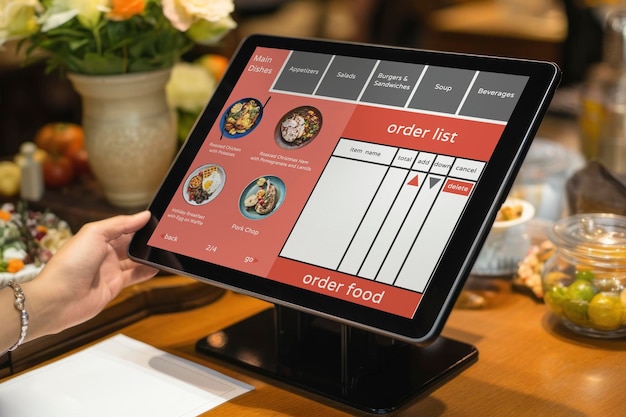 Main
Dishes
Appetizers
Salads
Burgers &
Sandwiches
Soup
Beverages
order list
item name
total
add
down
cancel
delete
Roasted Chicken
with Potatoes
Roasted Christmas Ham
with Pomegranate and Lentils
Holiday Breakfast
with Egg on Waffle
Pork Chop
back
2/4
go
order food